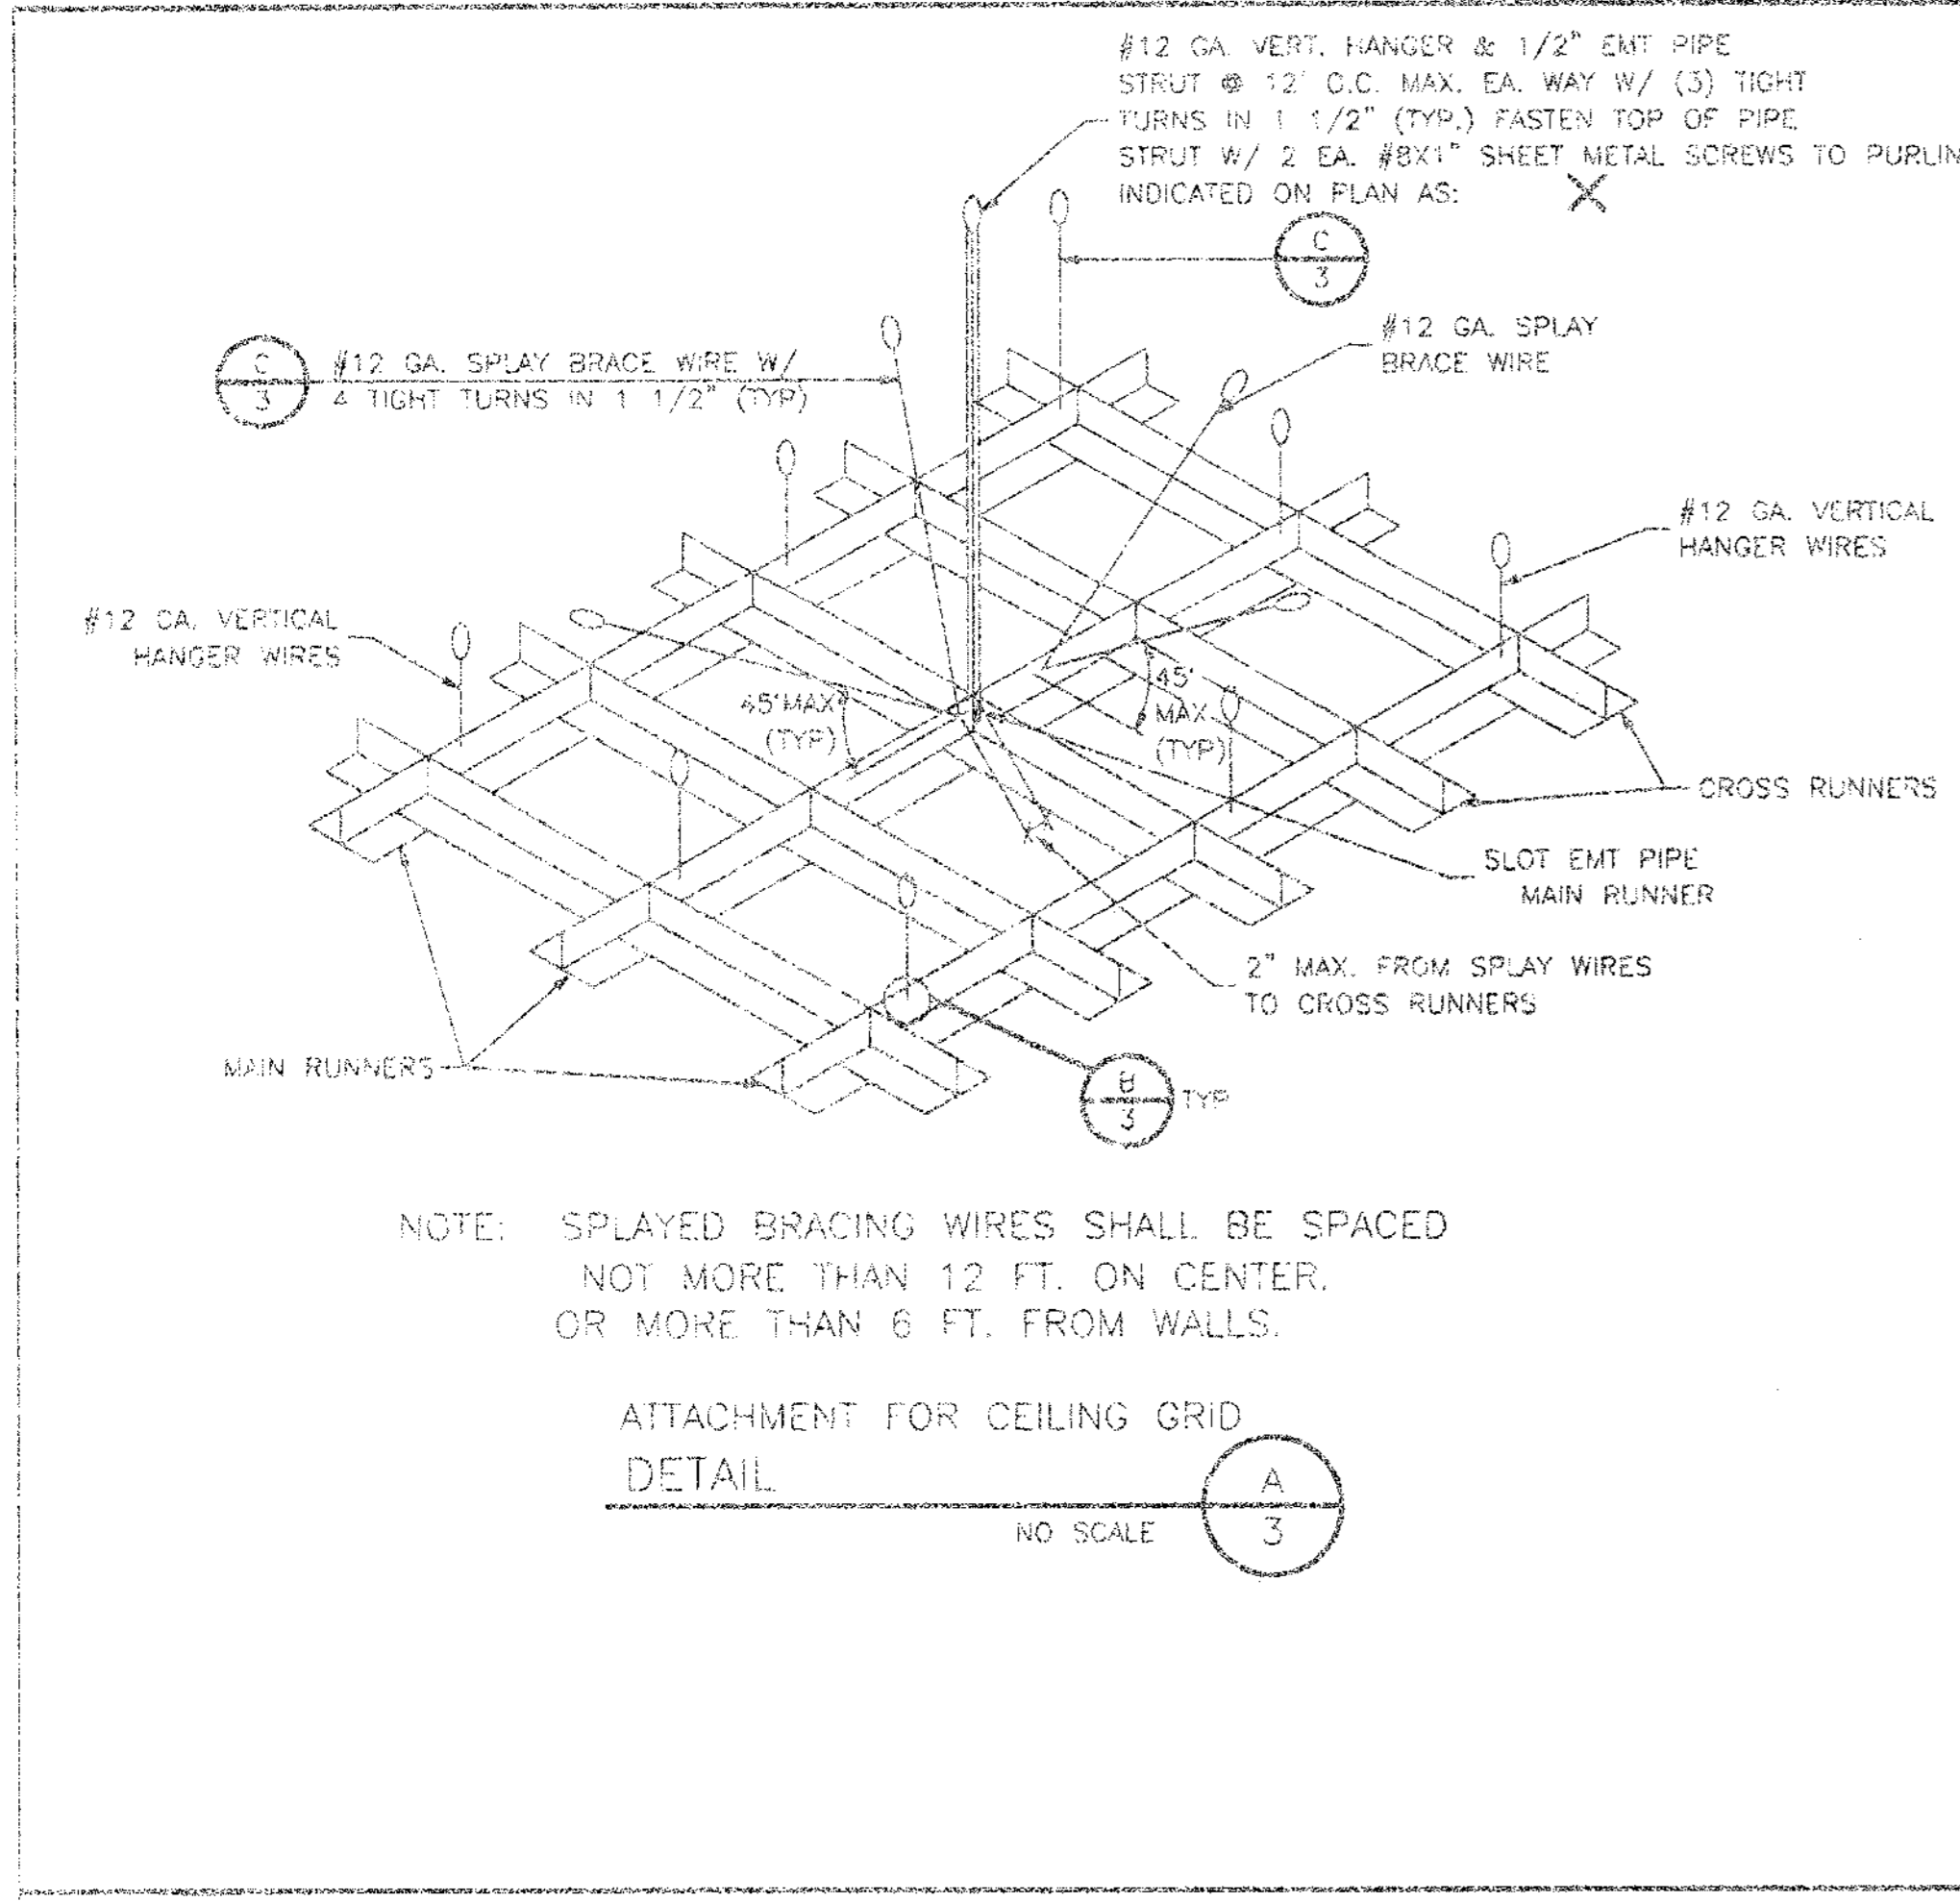 #12 GA. VERT. HANGER & 1/2" EMT PIPE
STRUT @ 12' O.C. MAX. EA. WAY W/ (3) TIGHT
TURNS IN 1 1/2" (TYP.) FASTEN TOP OF PIPE
STRUT W/ 2 EA. #8X1" SHEET METAL SCREWS TO PURLIN
INDICATED ON PLAN AS:
C
3
#12 GA. SPLAY
BRACE WIRE
C
3
#12 GA. SPLAY BRACE WIRE W/
4 TIGHT TURNS IN 1 1/2" (TYP)
#12 GA. VERTICAL
HANGER WIRES
#12 GA. VERTICAL
HANGER WIRES
45° MAX
(TYP)
45°
MAX.
(TYP)
CROSS RUNNERS
SLOT EMT PIPE
MAIN RUNNER
2" MAX. FROM SPLAY WIRES
TO CROSS RUNNERS
MAIN RUNNERS
B
3
TYP
NOTE: SPLAYED BRACING WIRES SHALL BE SPACED
NOT MORE THAN 12 FT. ON CENTER.
OR MORE THAN 6 FT. FROM WALLS.
ATTACHMENT FOR CEILING GRID
DETAIL
NO SCALE
A
3